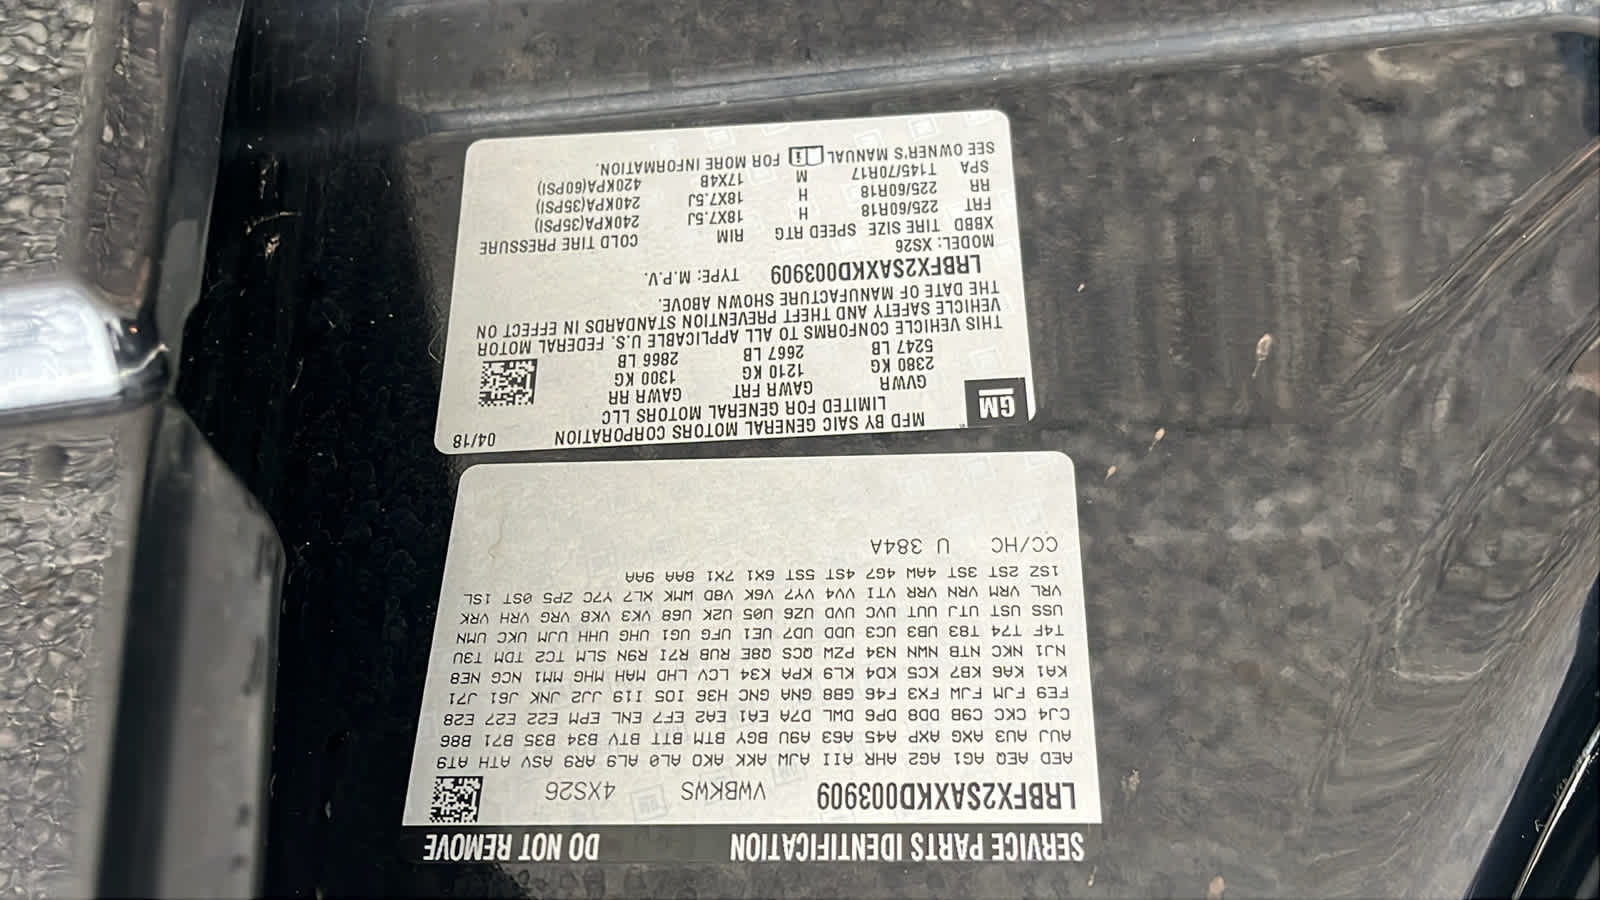 SERVICE PARTS IDENTIFICATION DO NOT REMOVE
LRBFX2SAXKD003909 VWBKWS 4XS26
AED AEQ AG1 AG2 AHR AII AJW AKK AKO AL0 AL9 AR9 ASV ATH AT9
AUJ AU3 AXG AXP A45 A63 A9U BGY BTM BTT BTV B34 B35 B71 B86
CJ4 CKC C9B DD8 DP6 DWL D7A EA1 EA2 EF7 ENL EPM E22 E27 E28
FE9 FJM FJW FX3 F46 GB8 GNA GNC H36 IO5 I19 JJ2 JNK J61 J71
KA1 KA6 KB7 KC5 KD4 KL9 KPA K34 LCV LHD MAH MHG MM1 NCG NE8
NJ1 NKC NTB NWN N34 PZW QCS Q8E RUB R7I R9N SLM TC2 TDM T3U
T4F T74 T83 UB3 UC3 UDD UD7 UE1 UFG UG1 UHG UHH UJM UKC UMN
USS UST UTJ UUT UVC UVD UZ6 U05 U2K U68 VK3 VK8 VRG VRH VRK
VRL VRM VRN VRR VTI VV4 VY7 V6K V8D WMK XL7 Y7C ZP5 0ST 1SL
1SZ 2ST 3ST 4AW 4G7 4ST 5ST 6X1 7X1 8AA 9AA
CC/HC U 384A
GM
MFD BY SAIC GENERAL MOTORS CORPORATION 04/18
LIMITED FOR GENERAL MOTORS LLC
GVWR GAWR FRT GAWR RR
2380 KG 1210 KG 1300 KG
5247 LB 2667 LB 2866 LB
THIS VEHICLE CONFORMS TO ALL APPLICABLE U.S. FEDERAL MOTOR
VEHICLE SAFETY AND THEFT PREVENTION STANDARDS IN EFFECT ON
THE DATE OF MANUFACTURE SHOWN ABOVE.
LRBFX2SAXKD003909 TYPE: M.P.V.
MODEL: XS26
XBBD TIRE SIZE SPEED RTG RIM COLD TIRE PRESSURE
FRT 225/60R18 H 18X7.5J 240KPA(35PSI)
RR 225/60R18 H 18X7.5J 240KPA(35PSI)
SPA T145/70R17 M 17X4B 420KPA(60PSI)
SEE OWNER'S MANUAL FOR MORE INFORMATION.